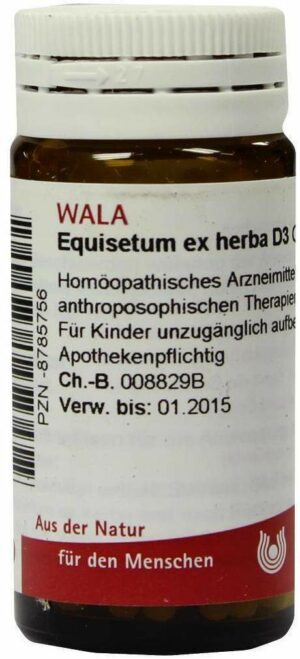 WALA
Equisetum ex herba D3
Homöopathisches Arzneimitte
anthroposophischen Therapie
Für Kinder unzugänglich aufbe
Apothekenpflichtig
Ch.-B. 008829B
Verw. bis: 01.2015
PZN -8785756
Aus der Natur
für den Menschen